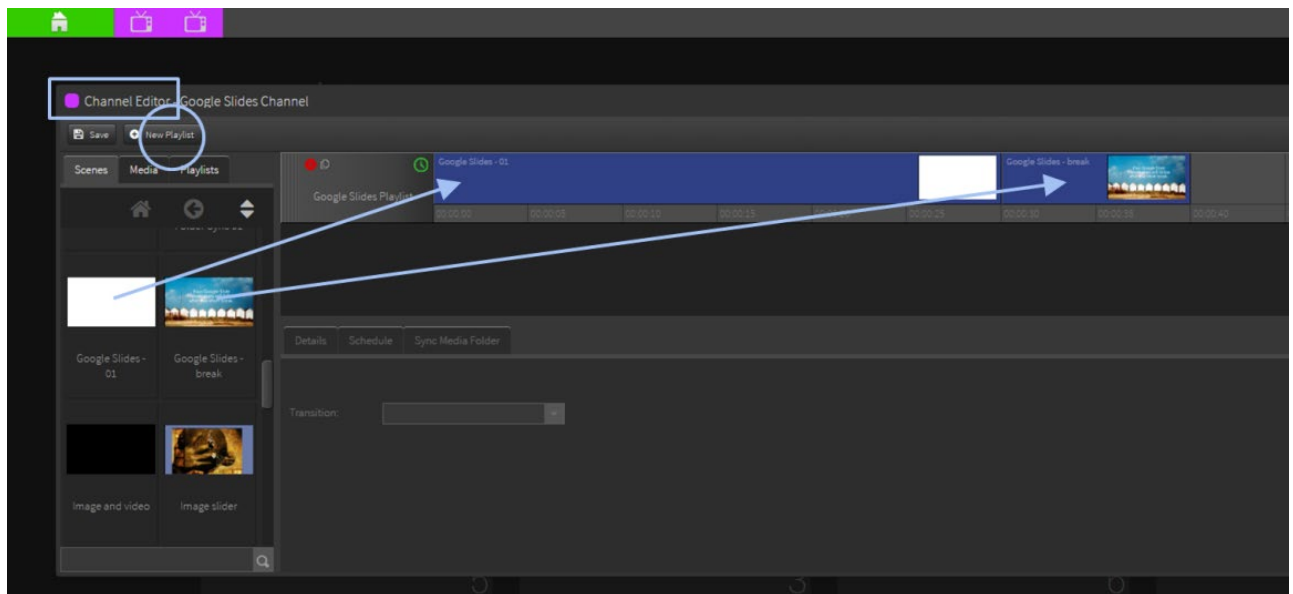 Channel Editor - Google Slides Channel
Save
New Playlist
Scenes
Media
Playlists
Google Slides Playlist
Google Slides - 01
Google Slides - break
00:00:00
00:00:05
00:00:10
00:00:15
00:00:25
00:00:30
00:00:35
00:00:40
Google Slides - 01
Google Slides - break
Image and video
Image slider
Details
Schedule
Sync Media Folder
Transition:
5
3
6